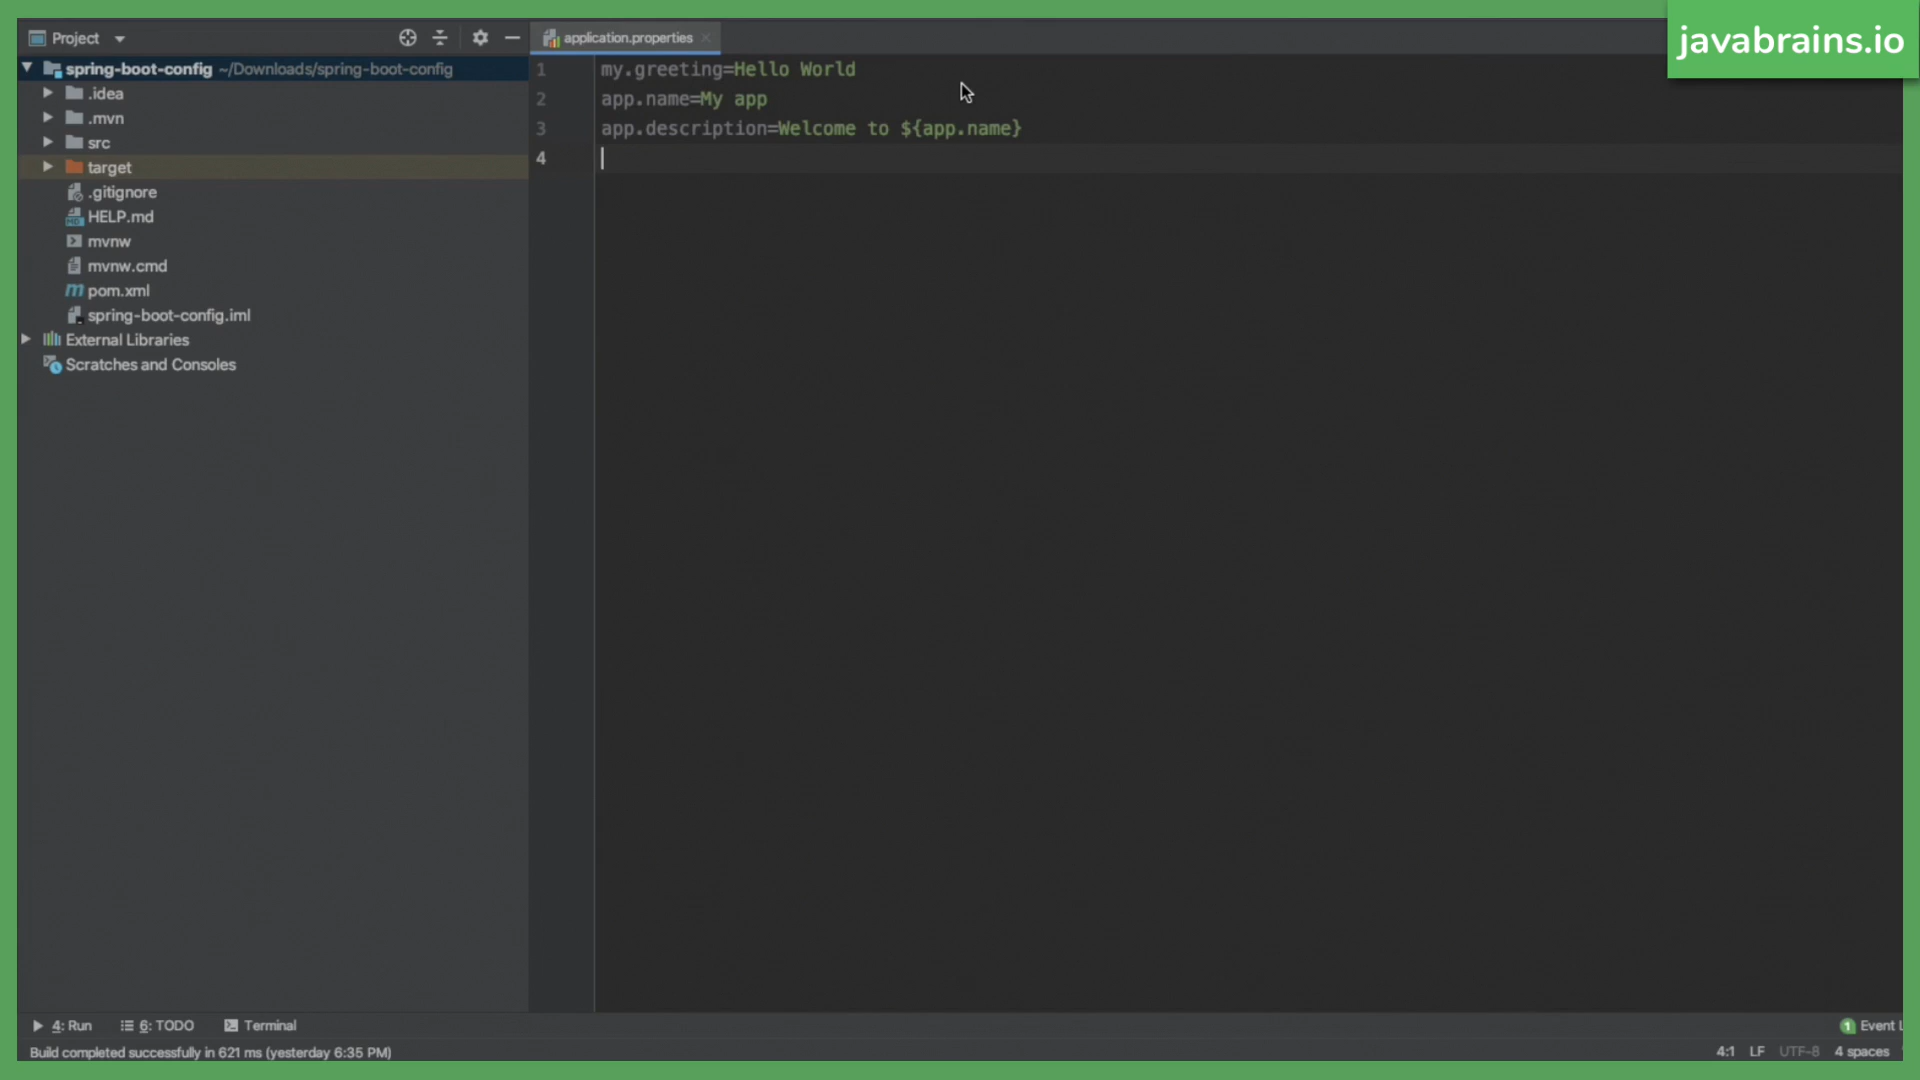 Project
application.properties
javabrains.io
spring-boot-config ~/Downloads/spring-boot-config
.idea
.mvn
src
target
.gitignore
HELP.md
mvnw
mvnw.cmd
pom.xml
spring-boot-config.iml
External Libraries
Scratches and Consoles
1 my.greeting=Hello World
2 app.name=My app
3 app.description=Welcome to ${app.name}
4
4: Run 6: TODO Terminal
1 Event L
Build completed successfully in 621 ms (yesterday 6:35 PM)
4:1 LF UTF-8 4 spaces